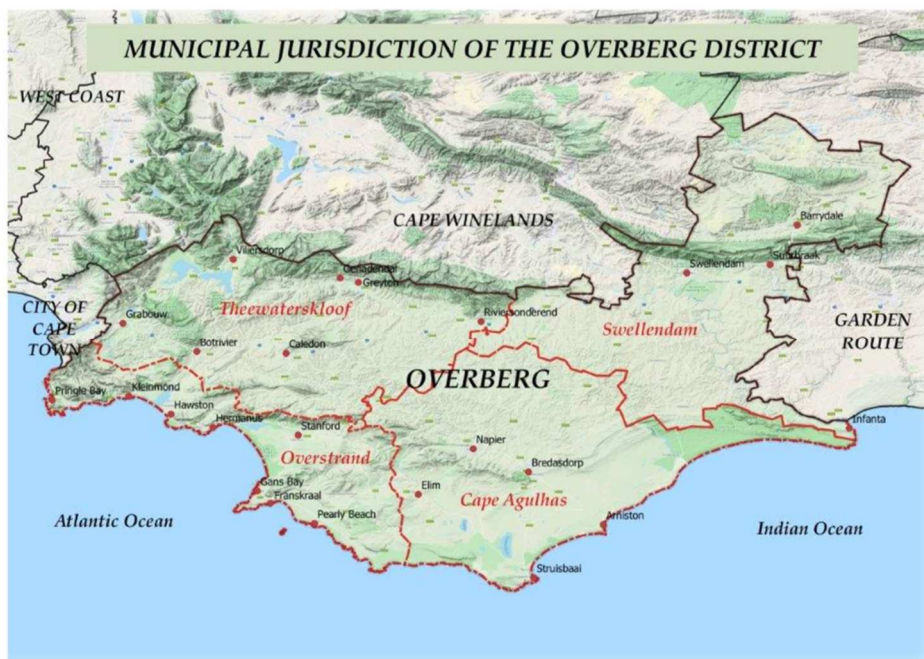 MUNICIPAL JURISDICTION OF THE OVERBERG DISTRICT
WEST COAST
CAPE WINELANDS
Barrydale
Villiersdorp
Genadendal
Greyton
Swellendam
Suurbraak
CITY OF
CAPE
TOWN
Grabouw
Theewaterskloof
Riviersonderend
Swellendam
GARDEN
ROUTE
Botrivier
Caledon
OVERBERG
Pringle Bay
Kleinmond
Hawston
Hermanus
Stanford
Infanta
Napier
Overstrand
Bredasdorp
Gans Bay
Franskraal
Elim
Cape Agulhas
Atlantic Ocean
Pearly Beach
Arniston
Indian Ocean
Struisbaai